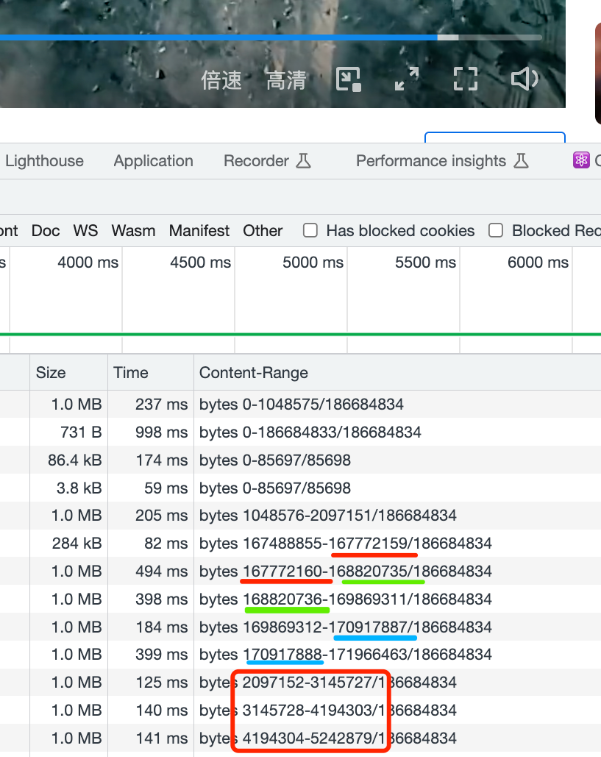 倍速 高清
Lighthouse Application Recorder Performance insights
ont Doc WS Wasm Manifest Other Has blocked cookies Blocked Req
s 4000 ms 4500 ms 5000 ms 5500 ms 6000 ms
Size Time Content-Range
1.0 MB 237 ms bytes 0-1048575/186684834
731 B 998 ms bytes 0-186684833/186684834
86.4 kB 174 ms bytes 0-85697/85698
3.8 kB 59 ms bytes 0-85697/85698
1.0 MB 205 ms bytes 1048576-2097151/186684834
284 kB 82 ms bytes 167488855-167772159/186684834
1.0 MB 494 ms bytes 167772160-168820735/186684834
1.0 MB 398 ms bytes 168820736-169869311/186684834
1.0 MB 184 ms bytes 169869312-170917887/186684834
1.0 MB 399 ms bytes 170917888-171966463/186684834
1.0 MB 125 ms bytes 2097152-3145727/186684834
1.0 MB 140 ms bytes 3145728-4194303/186684834
1.0 MB 141 ms bytes 4194304-5242879/186684834